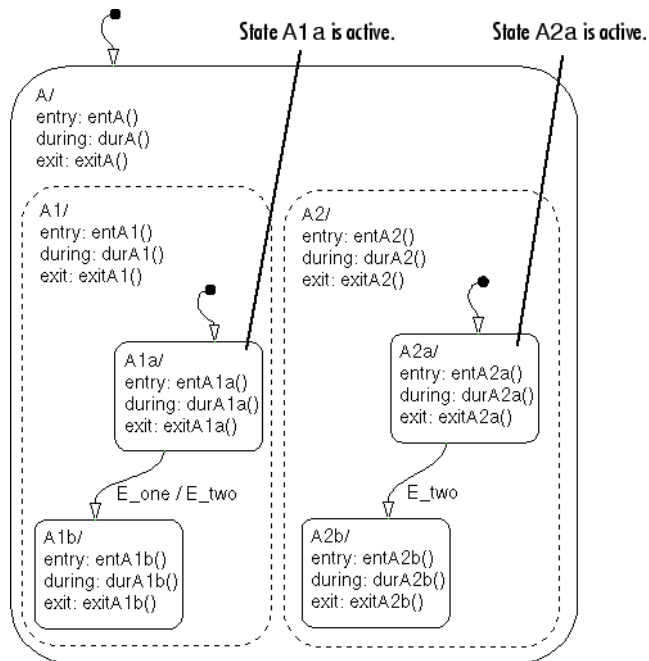 State A1a is active.
State A2a is active.
A/
entry: entA()
during: durA()
exit: exitA()
A1/
entry: entA1()
during: durA1()
exit: exitA1()
A2/
entry: entA2()
during: durA2()
exit: exitA2()
A1a/
entry: entA1a()
during: durA1a()
exit: exitA1a()
A2a/
entry: entA2a()
during: durA2a()
exit: exitA2a()
E_one / E_two
E_two
A1b/
entry: entA1b()
during: durA1b()
exit: exitA1b()
A2b/
entry: entA2b()
during: durA2b()
exit: exitA2b()